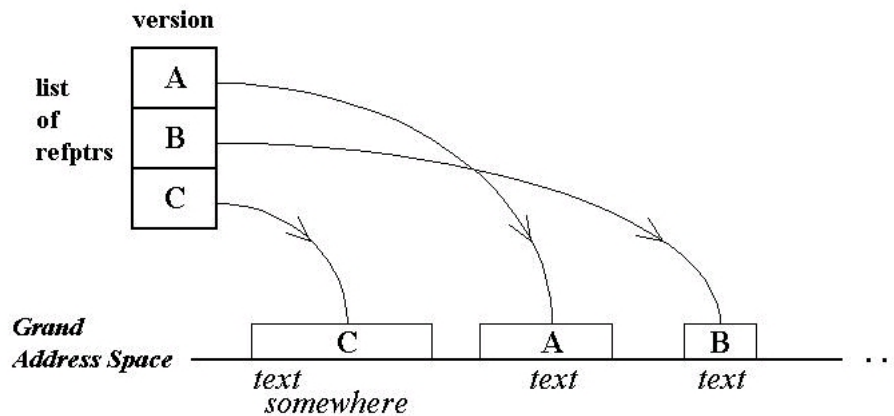 version
list
of
refptrs
A
B
C
Grand
Address Space
C
A
B
. .
text
text
text
somewhere